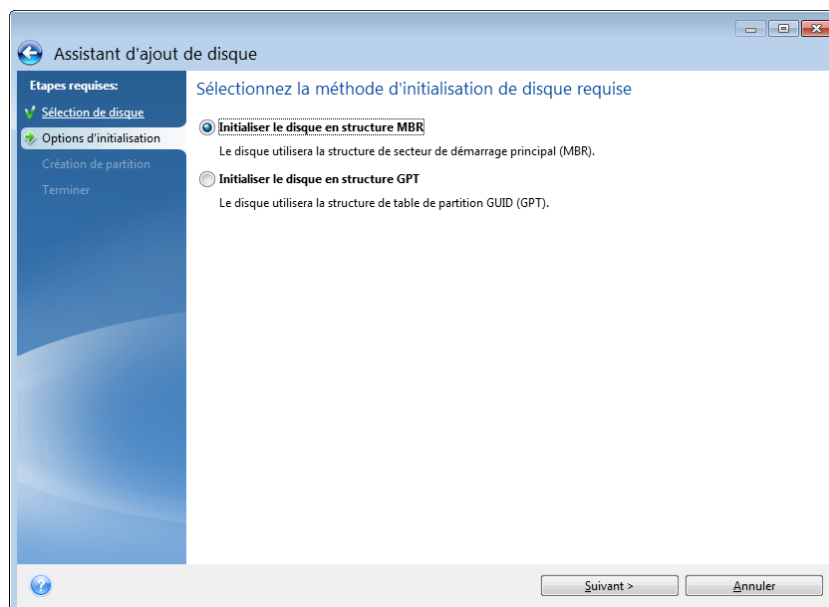 Assistant d'ajout de disque
Etapes requises:
Sélection de disque
Options d'initialisation
Création de partition
Terminer
Sélectionnez la méthode d'initialisation de disque requise
Initialiser le disque en structure MBR
Le disque utilisera la structure de secteur de démarrage principal (MBR).
Initialiser le disque en structure GPT
Le disque utilisera la structure de table de partition GUID (GPT).
Suivant >
Annuler